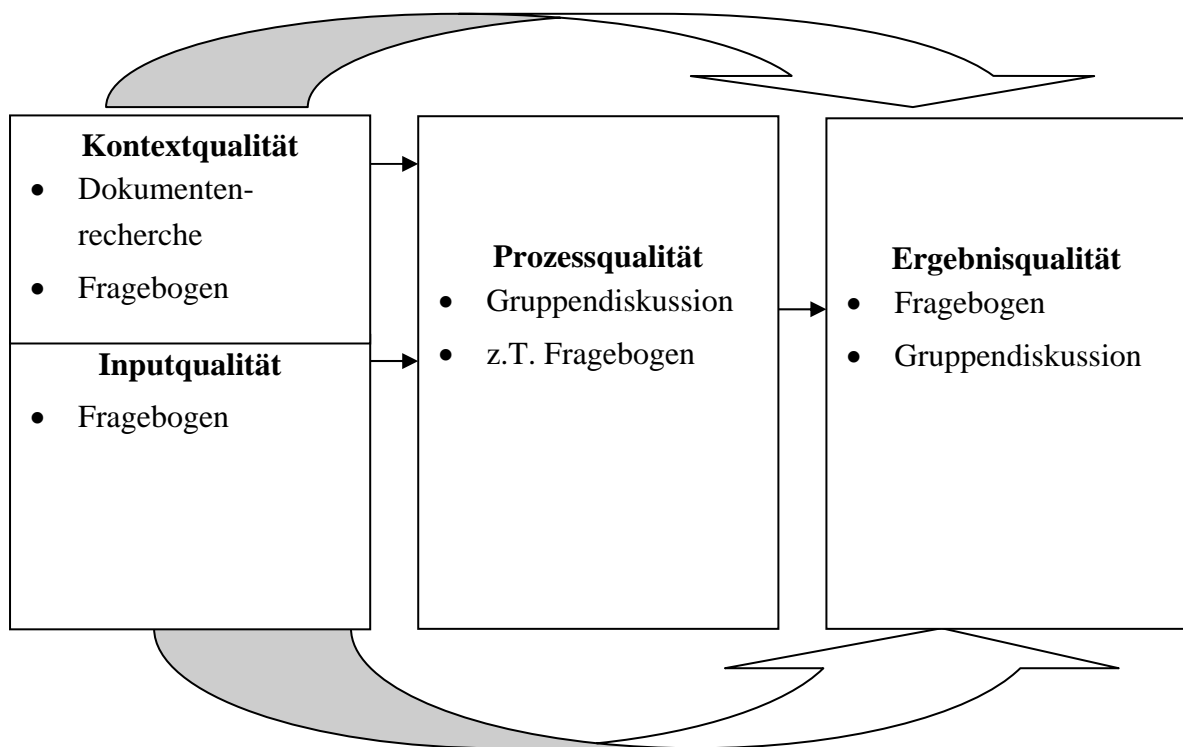 Kontextqualität
• Dokumenten-
recherche
• Fragebogen
Inputqualität
• Fragebogen
Prozessqualität
• Gruppendiskussion
• z.T. Fragebogen
Ergebnisqualität
• Fragebogen
• Gruppendiskussion